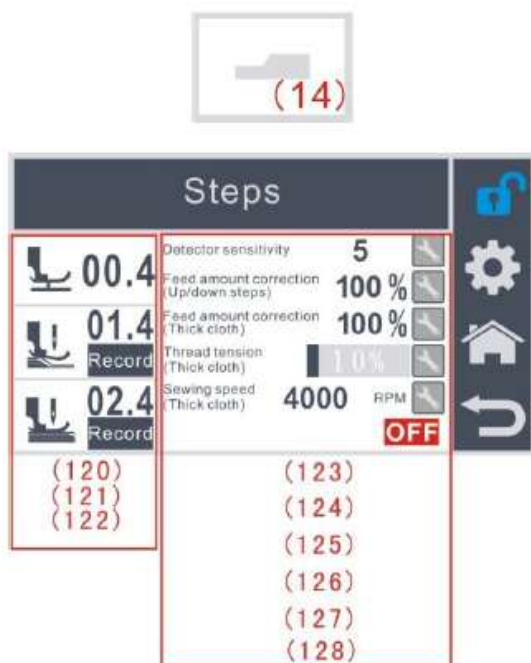 (14)
Steps
00.4
01.4
Record
02.4
Record
Detector sensitivity 5
Feed amount correction
(Up/down steps) 100 %
Feed amount correction
(Thick cloth) 100 %
Thread tension
(Thick cloth) 10%
Sewing speed
(Thick cloth) 4000 RPM
OFF
(120)
(121)
(122)
(123)
(124)
(125)
(126)
(127)
(128)